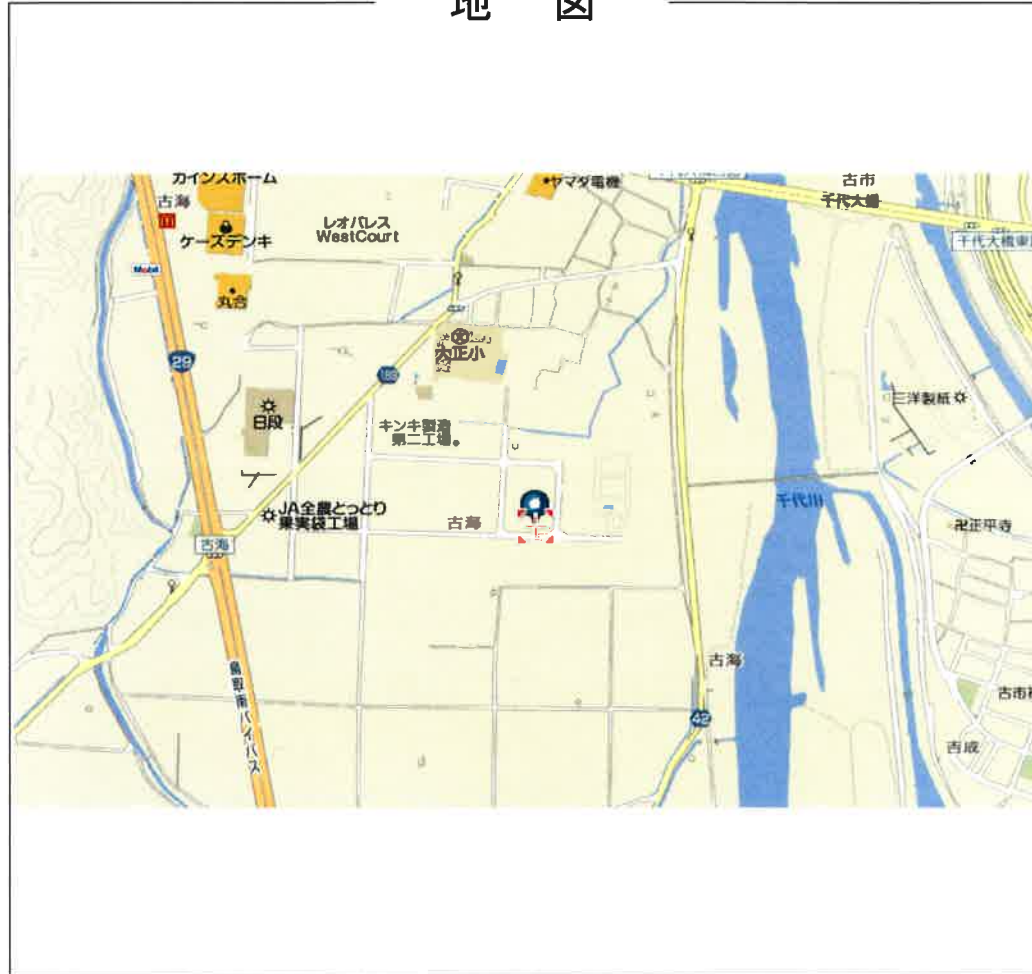 地 図
カインズホーム
ヤマダ電機
古市
千代大橋
古海
レオパレス
WestCourt
ケーズデンキ
千代大橋東
Mobil
丸合
大正小
29
189
三洋製紙
日段
キンキ製造
第二工場
千代川
JA全農とっとり
果実袋工場
古海
卍正平寺
古海
古海
鳥取南バイパス
42
古市
吉成